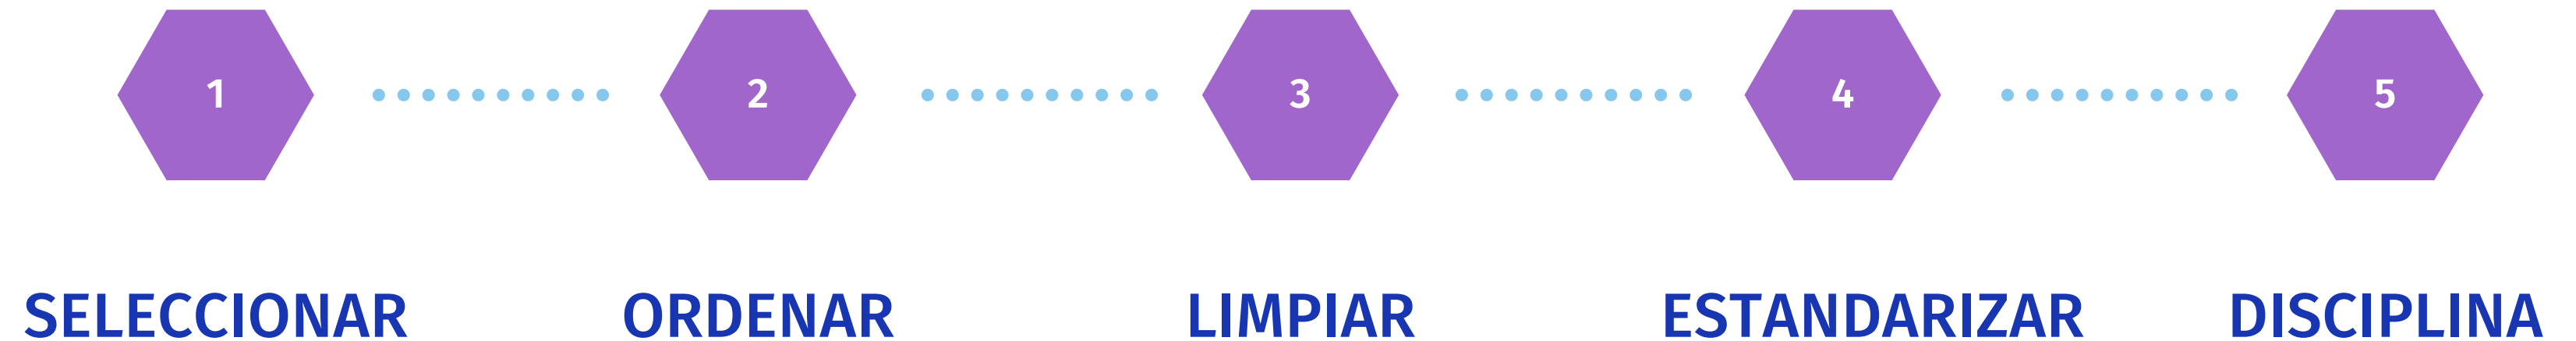 1 2 3 4 5
SELECCIONAR ORDENAR LIMPIAR ESTANDARIZAR DISCIPLINA